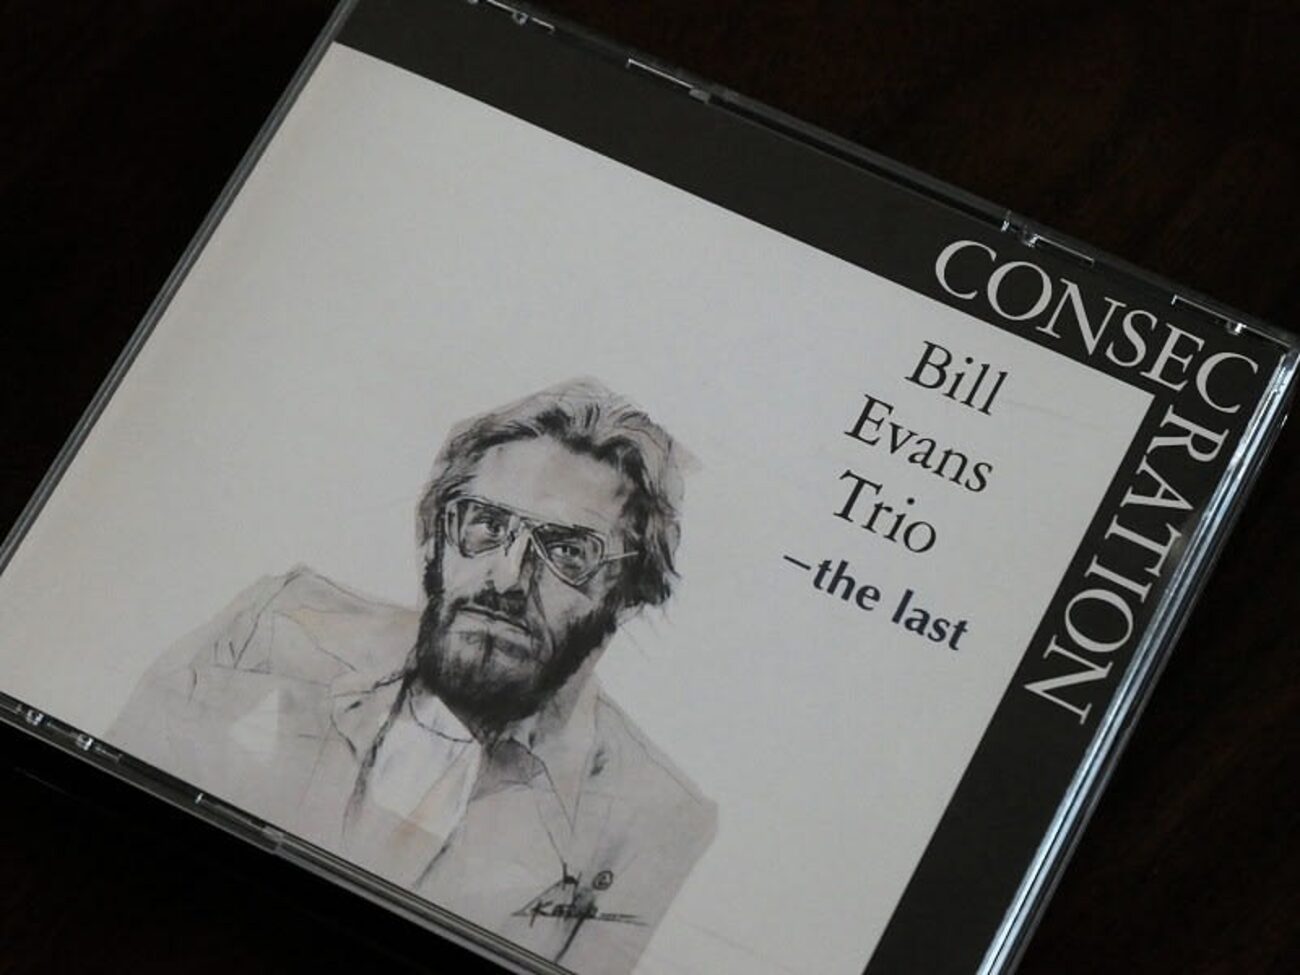 CONSECRATION
Bill
Evans
Trio
–the last